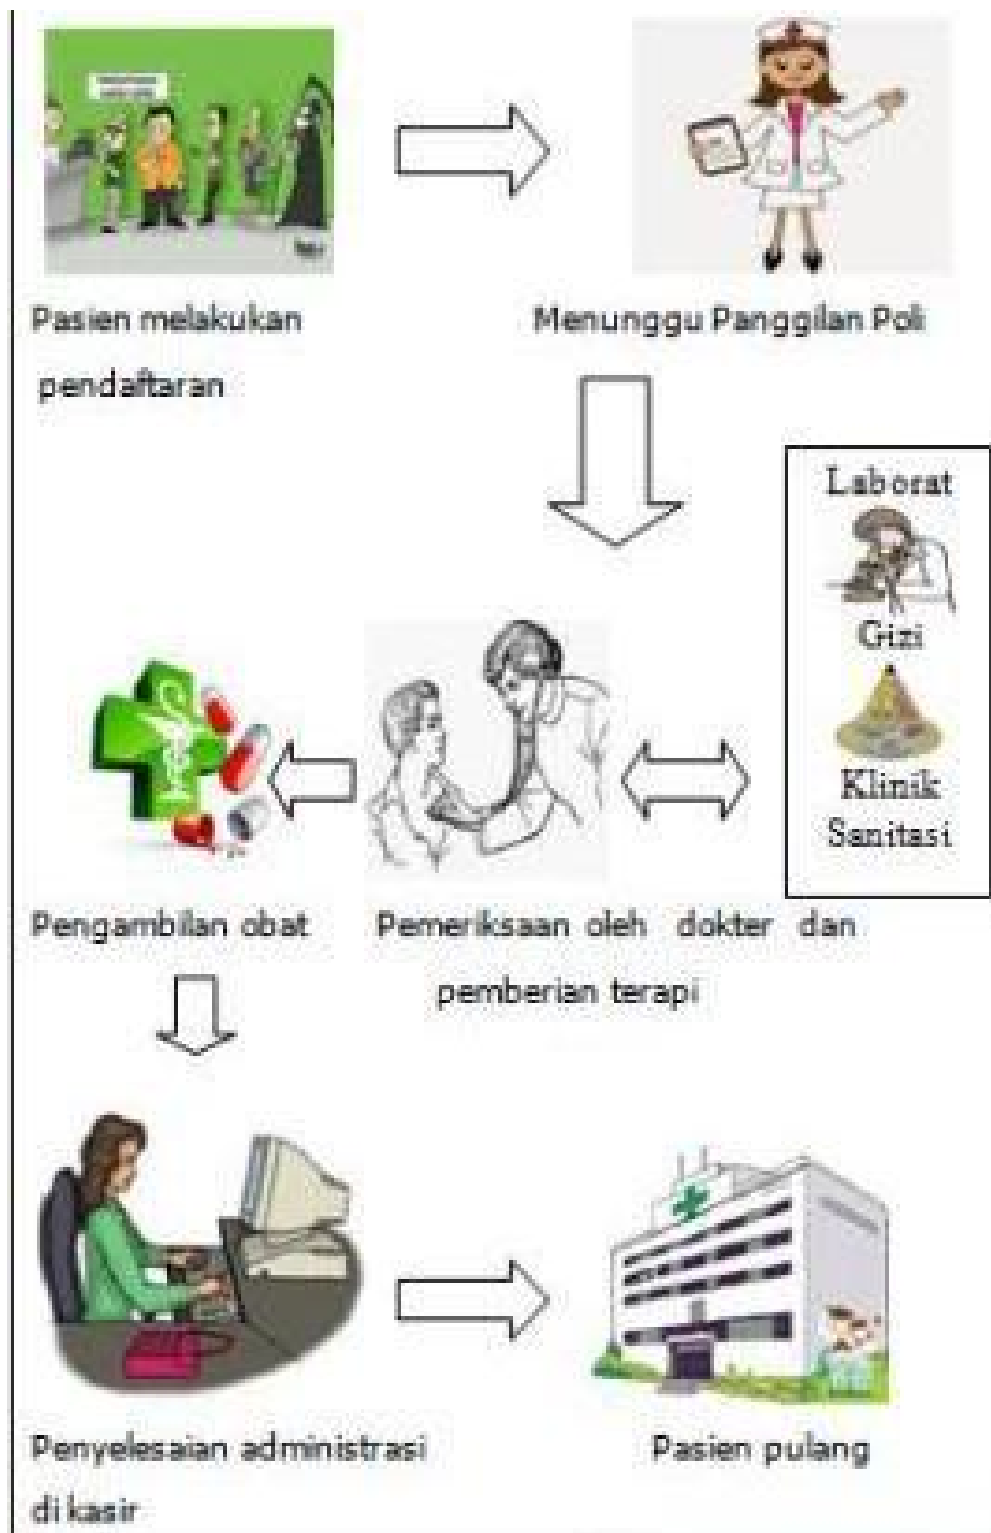 Pasien melakukan
pendaftaran
Menunggu Panggilan Poli
Laborat
Gizi
Klinik
Sanitasi
Pengambilan obat
Pemeriksaan oleh dokter dan
pemberian terapi
Penyelesaian administrasi
di kasir
Pasien pulang